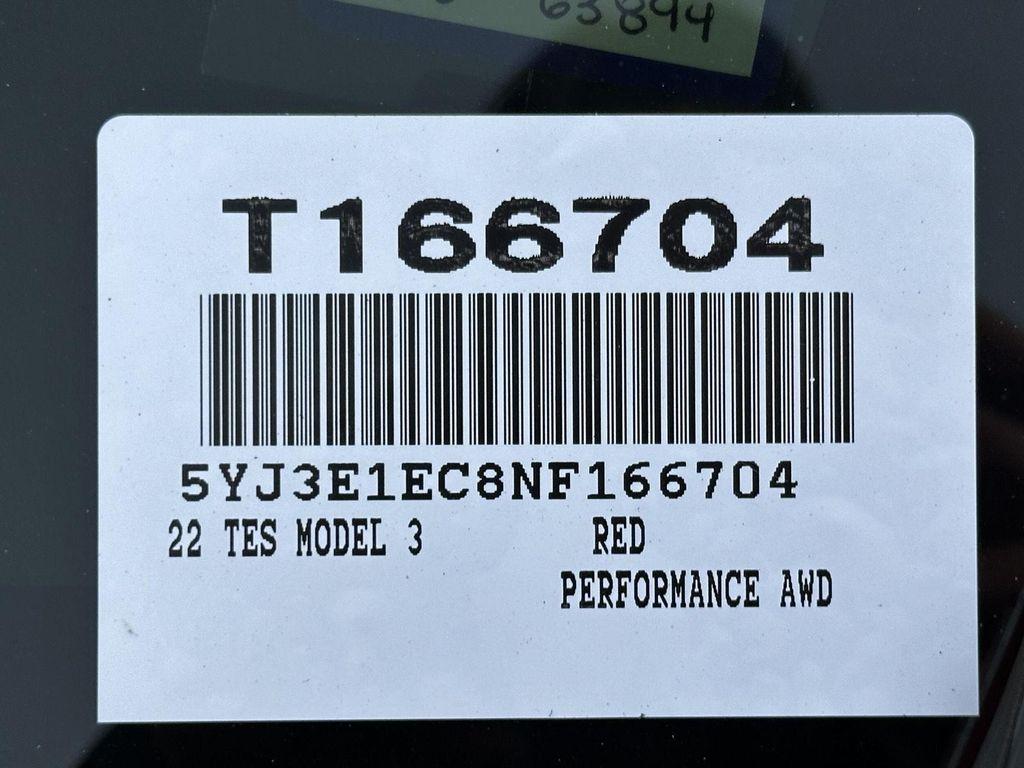 63894
T166704
5YJ3E1EC8NF166704
22 TES MODEL 3 RED
PERFORMANCE AWD